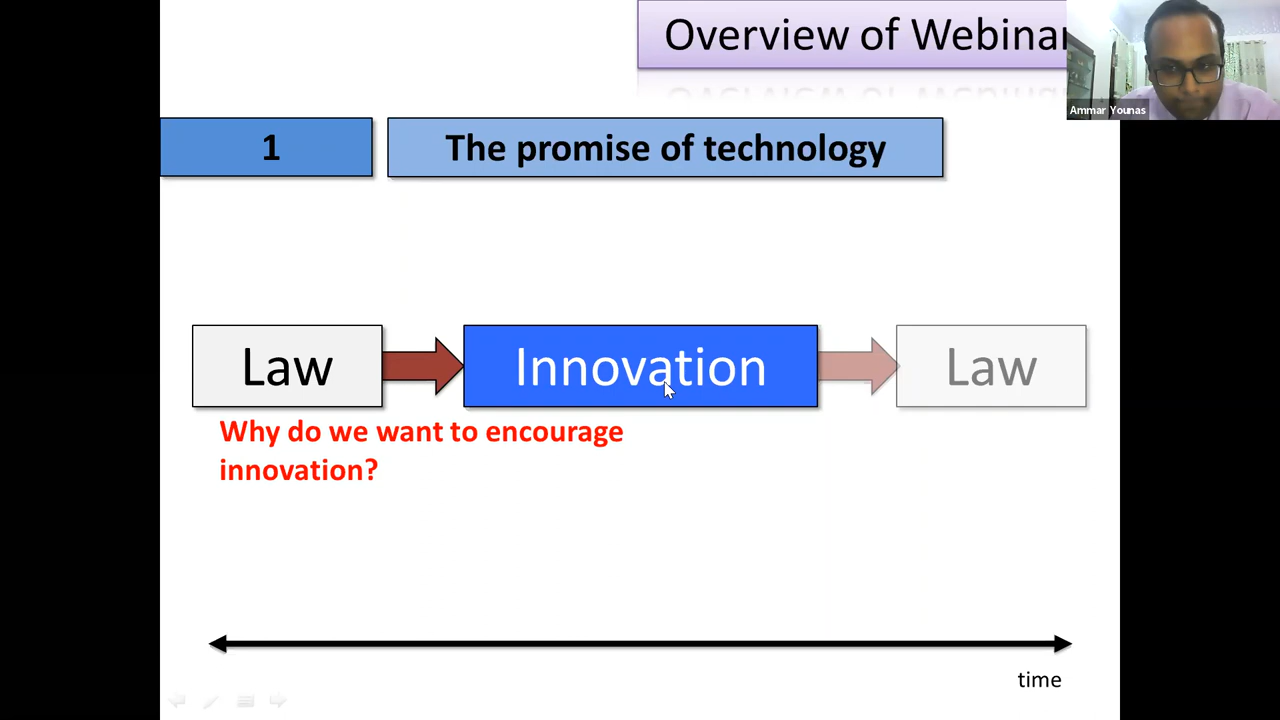 Overview of Webinar
Ammar Younas
1
The promise of technology
Law
Innovation
Law
Why do we want to encourage
innovation?
time